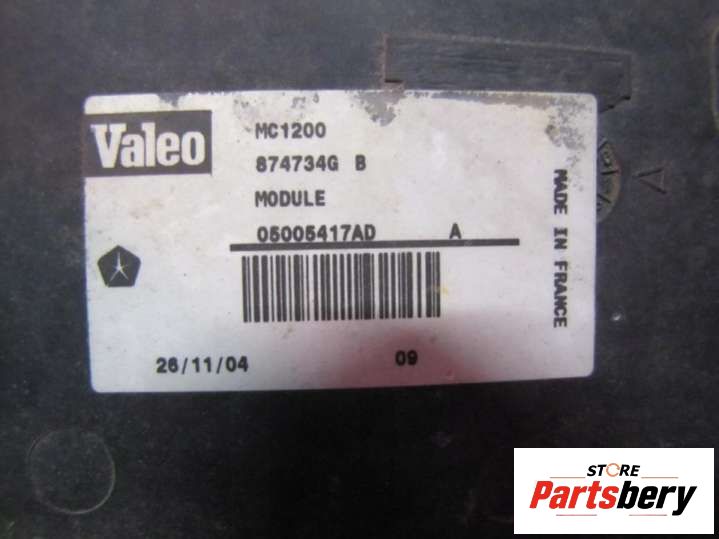 Valeo
MC1200
874734G B
MODULE
05005417AD A
MADE IN FRANCE
26/11/04 09
STORE
Partsbery